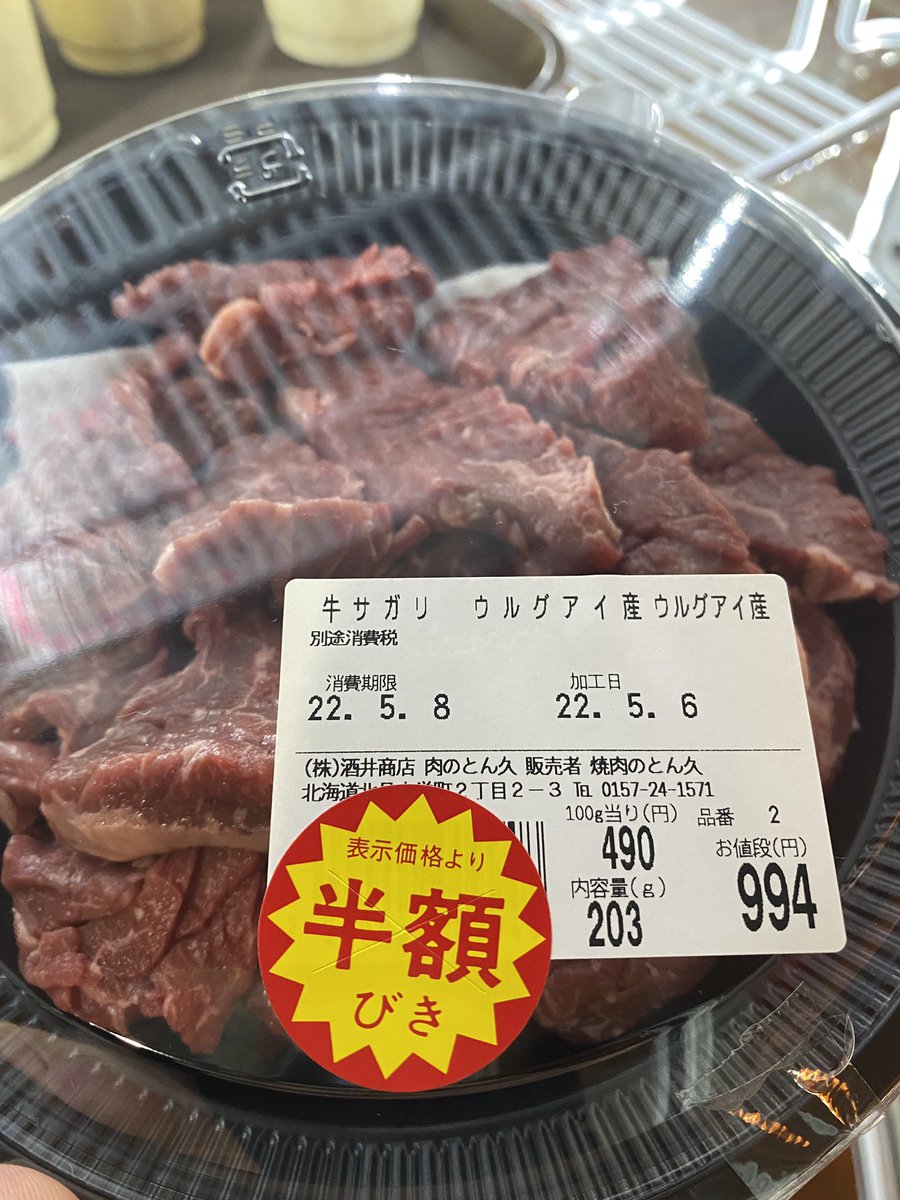 牛サガリ ウルグアイ産 ウルグアイ産
別途消費税
消費期限 加工日
22. 5. 8 22. 5. 6
(株)酒井商店 肉のとん久 販売者 焼肉のとん久
北海道北見 町2丁目2-3 ℡ 0157-24-1571
100g当り(円) 品番 2
490 お値段(円)
内容量(g) 994
203
表示価格より
半額
びき